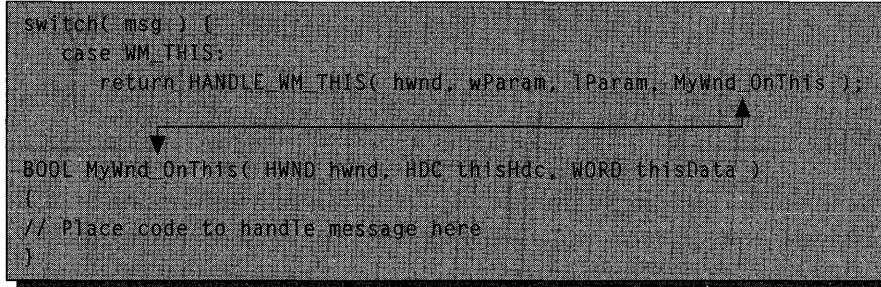 switch( msg ) {
case WM_THIS:
return HANDLE_WM_THIS( hwnd, wParam, lParam, MyWnd_OnThis );
BOOL MyWnd_OnThis( HWND hwnd, HDC thisHdc, WORD thisData )
{
// Place code to handle message here
}